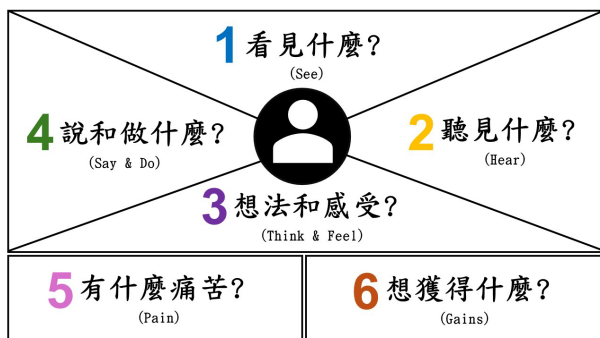 1 看見什麼?
(See)
2 聽見什麼?
(Hear)
3 想法和感受?
(Think & Feel)
4 說和做什麼?
(Say & Do)
5 有什麼痛苦?
(Pain)
6 想獲得什麼?
(Gains)